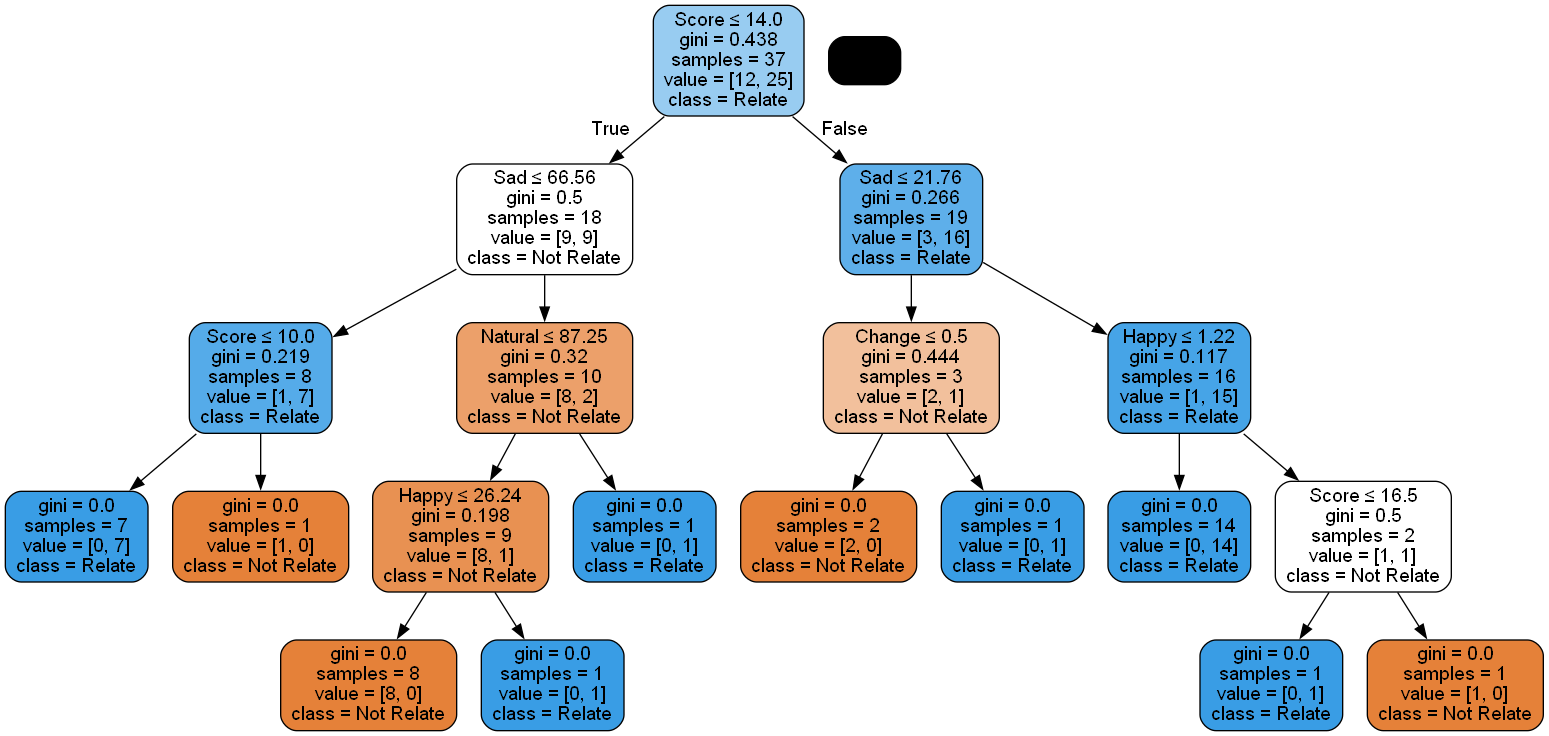 Score ≤ 14.0
gini = 0.438
samples = 37
value = [12, 25]
class = Relate
True
False
Sad ≤ 66.56
gini = 0.5
samples = 18
value = [9, 9]
class = Not Relate
Sad ≤ 21.76
gini = 0.266
samples = 19
value = [3, 16]
class = Relate
Score ≤ 10.0
gini = 0.219
samples = 8
value = [1, 7]
class = Relate
Natural ≤ 87.25
gini = 0.32
samples = 10
value = [8, 2]
class = Not Relate
Change ≤ 0.5
gini = 0.444
samples = 3
value = [2, 1]
class = Not Relate
Happy ≤ 1.22
gini = 0.117
samples = 16
value = [1, 15]
class = Relate
gini = 0.0
samples = 7
value = [0, 7]
class = Relate
gini = 0.0
samples = 1
value = [1, 0]
class = Not Relate
Happy ≤ 26.24
gini = 0.198
samples = 9
value = [8, 1]
class = Not Relate
gini = 0.0
samples = 1
value = [0, 1]
class = Relate
gini = 0.0
samples = 2
value = [2, 0]
class = Not Relate
gini = 0.0
samples = 1
value = [0, 1]
class = Relate
gini = 0.0
samples = 14
value = [0, 14]
class = Relate
Score ≤ 16.5
gini = 0.5
samples = 2
value = [1, 1]
class = Not Relate
gini = 0.0
samples = 8
value = [8, 0]
class = Not Relate
gini = 0.0
samples = 1
value = [0, 1]
class = Relate
gini = 0.0
samples = 1
value = [0, 1]
class = Relate
gini = 0.0
samples = 1
value = [1, 0]
class = Not Relate